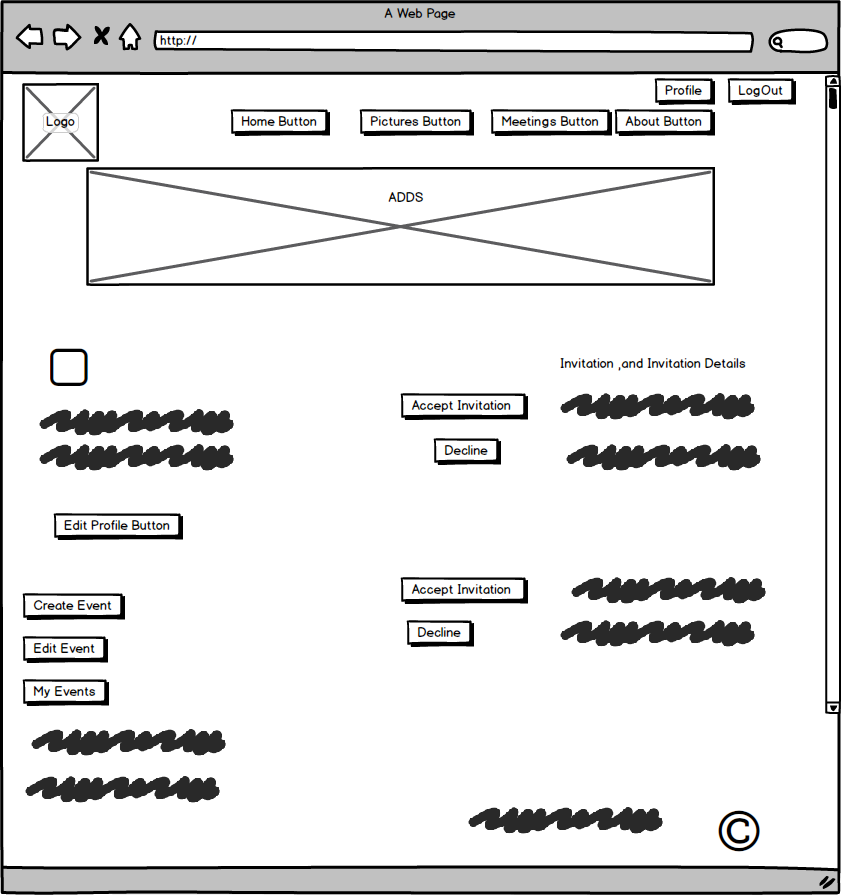 A Web Page
http://
Profile
LogOut
Logo
Home Button
Pictures Button
Meetings Button
About Button
ADDS
Invitation ,and Invitation Details
Accept Invitation
Decline
Edit Profile Button
Accept Invitation
Create Event
Decline
Edit Event
My Events
©